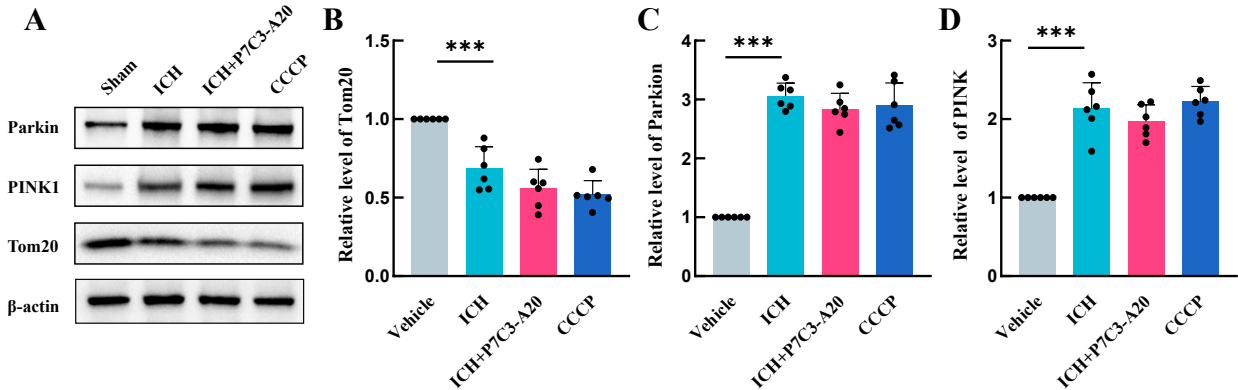 A
Sham
ICH
ICH+P7C3-A20
CCCP
Parkin
PINK1
Tom20
β-actin
B
Relative level of Tom20
1.5
1.0
0.5
0.0
***
Vehicle
ICH
ICH+P7C3-A20
CCCP
C
Relative level of Parkion
4
3
2
1
0
***
Vehicle
ICH
ICH+P7C3-A20
CCCP
D
Relative level of PINK
3
2
1
0
***
Vehicle
ICH
ICH+P7C3-A20
CCCP